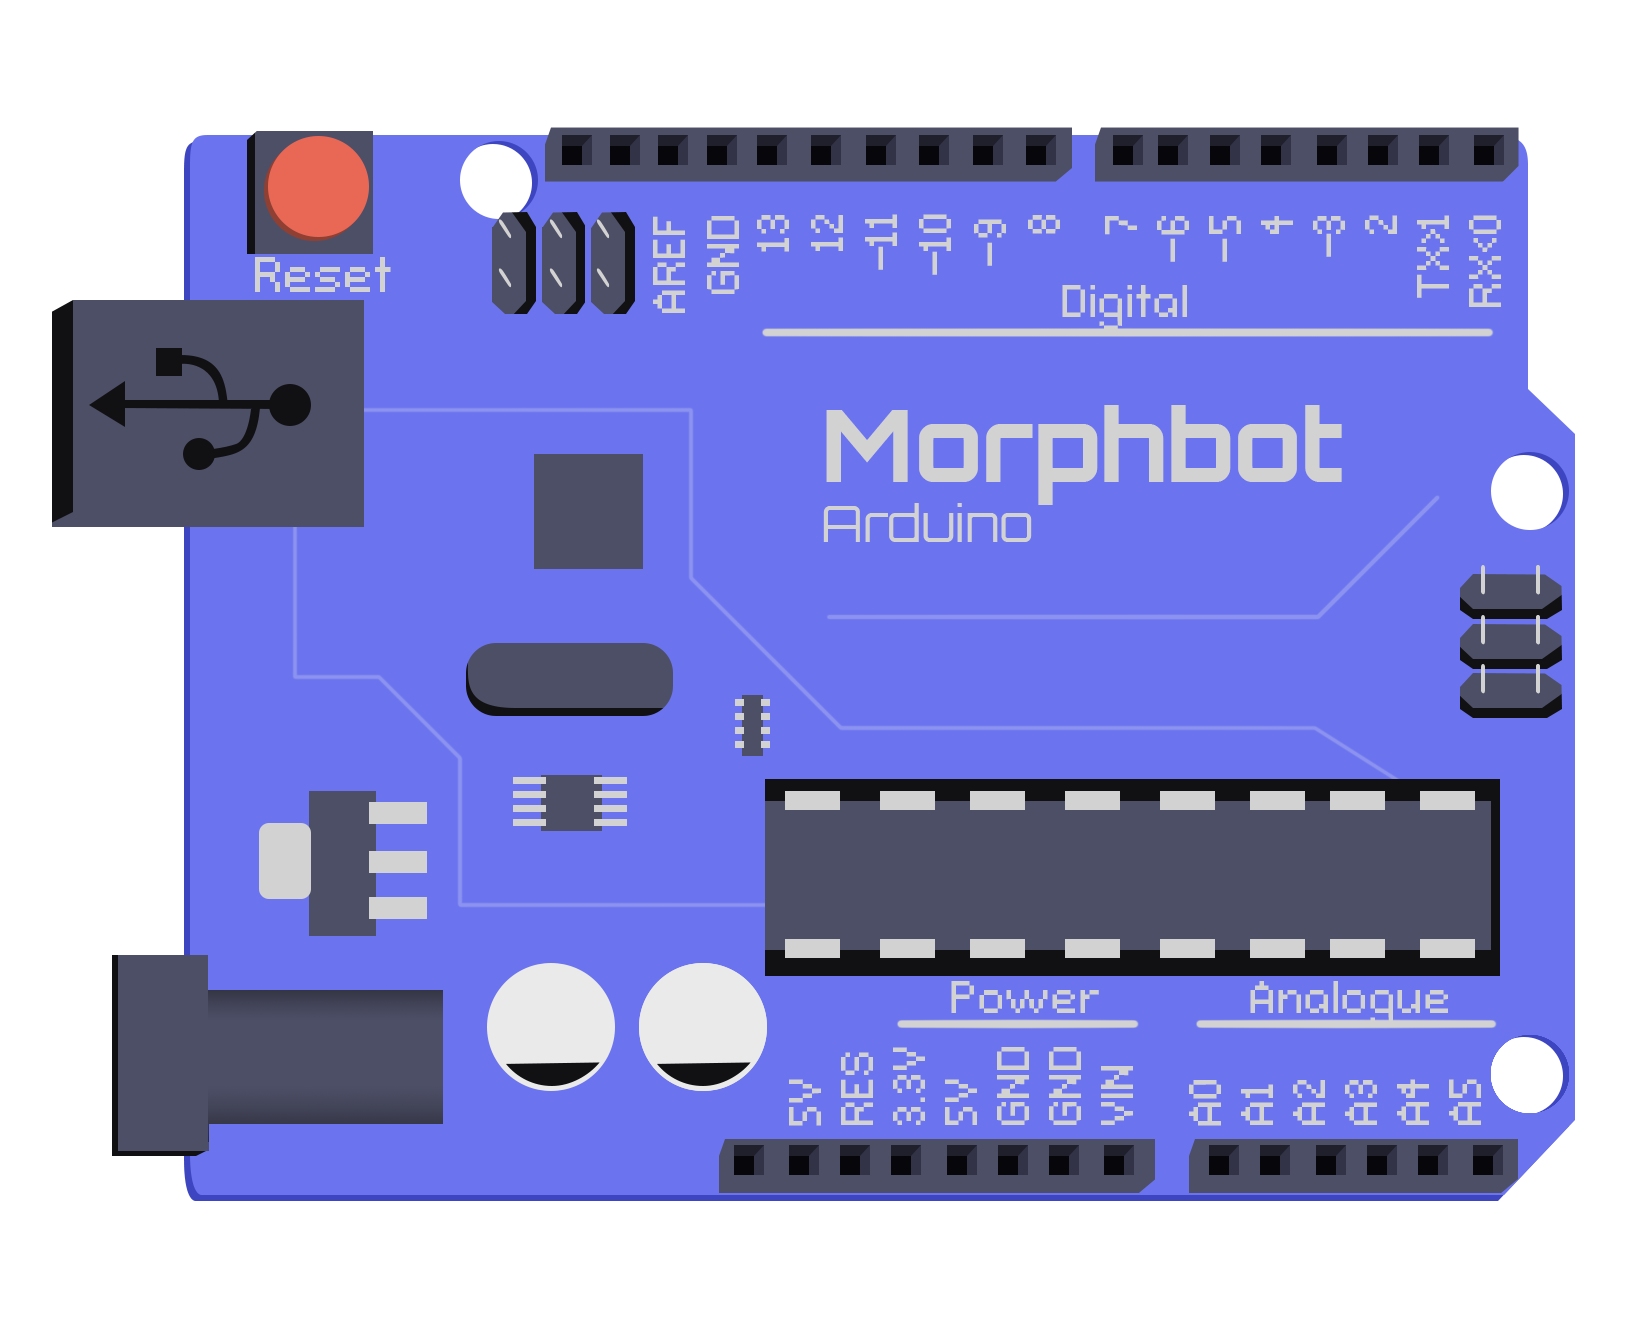 Reset
AREF
GND
13
12
~11
~10
~9
8
7
~6
~5
4
~3
2
TX>1
RX<0
Digital
Morphbot
Arduino
Power
Analogue
5V
RES
3.3V
5V
GND
GND
VIN
A0
A1
A2
A3
A4
A5